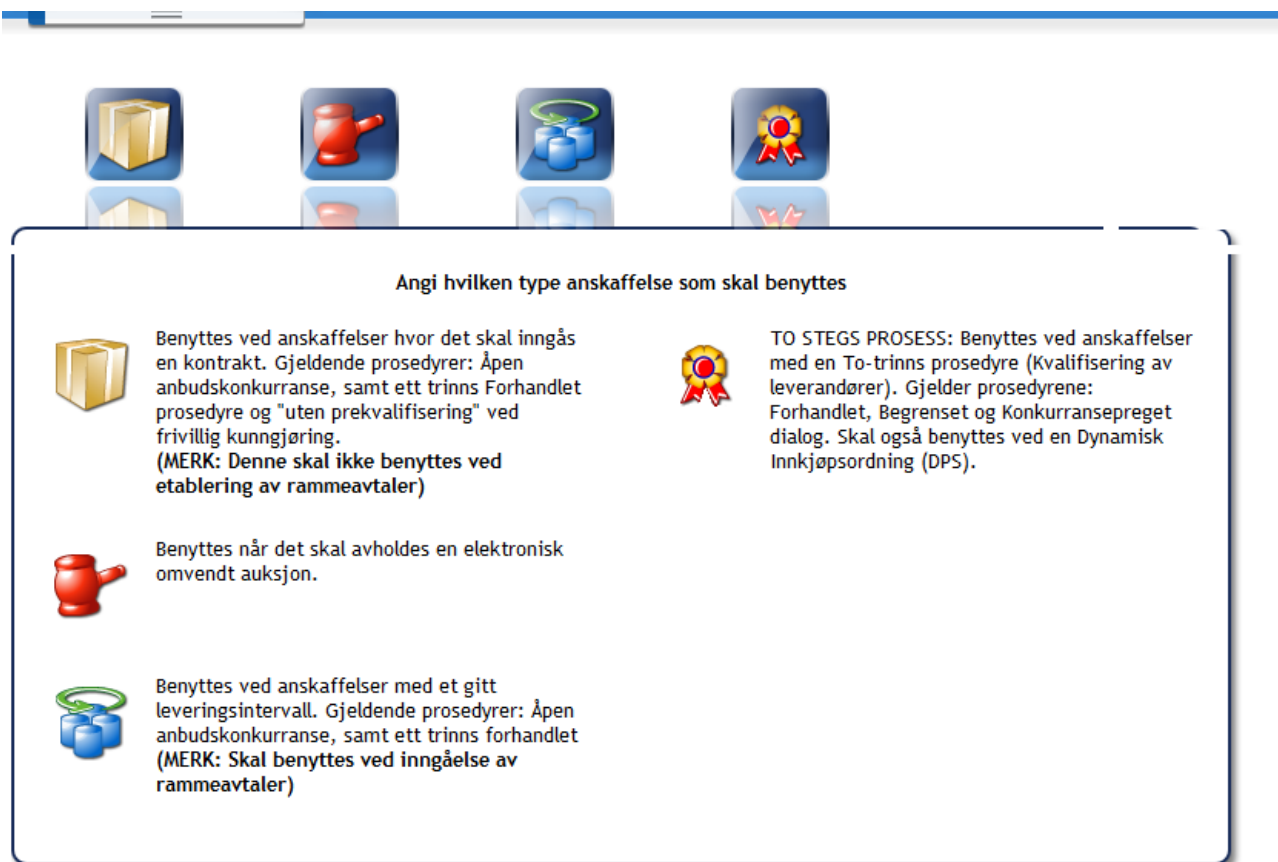 Angi hvilken type anskaffelse som skal benyttes
Benyttes ved anskaffelser hvor det skal inngås
en kontrakt. Gjeldende prosedyrer: Åpen
anbudskonkurranse, samt ett trinns Forhandlet
prosedyre og "uten prekvalifisering" ved
frivillig kunngjøring.
(MERK: Denne skal ikke benyttes ved
etablering av rammeavtaler)
Benyttes når det skal avholdes en elektronisk
omvendt auksjon.
Benyttes ved anskaffelser med et gitt
leveringsintervall. Gjeldende prosedyrer: Åpen
anbudskonkurranse, samt ett trinns forhandlet
(MERK: Skal benyttes ved inngåelse av
rammeavtaler)
TO STEGS PROSESS: Benyttes ved anskaffelser
med en To-trinns prosedyre (Kvalifisering av
leverandører). Gjelder prosedyrene:
Forhandlet, Begrenset og Konkurransepreget
dialog. Skal også benyttes ved en Dynamisk
Innkjøpsordning (DPS).